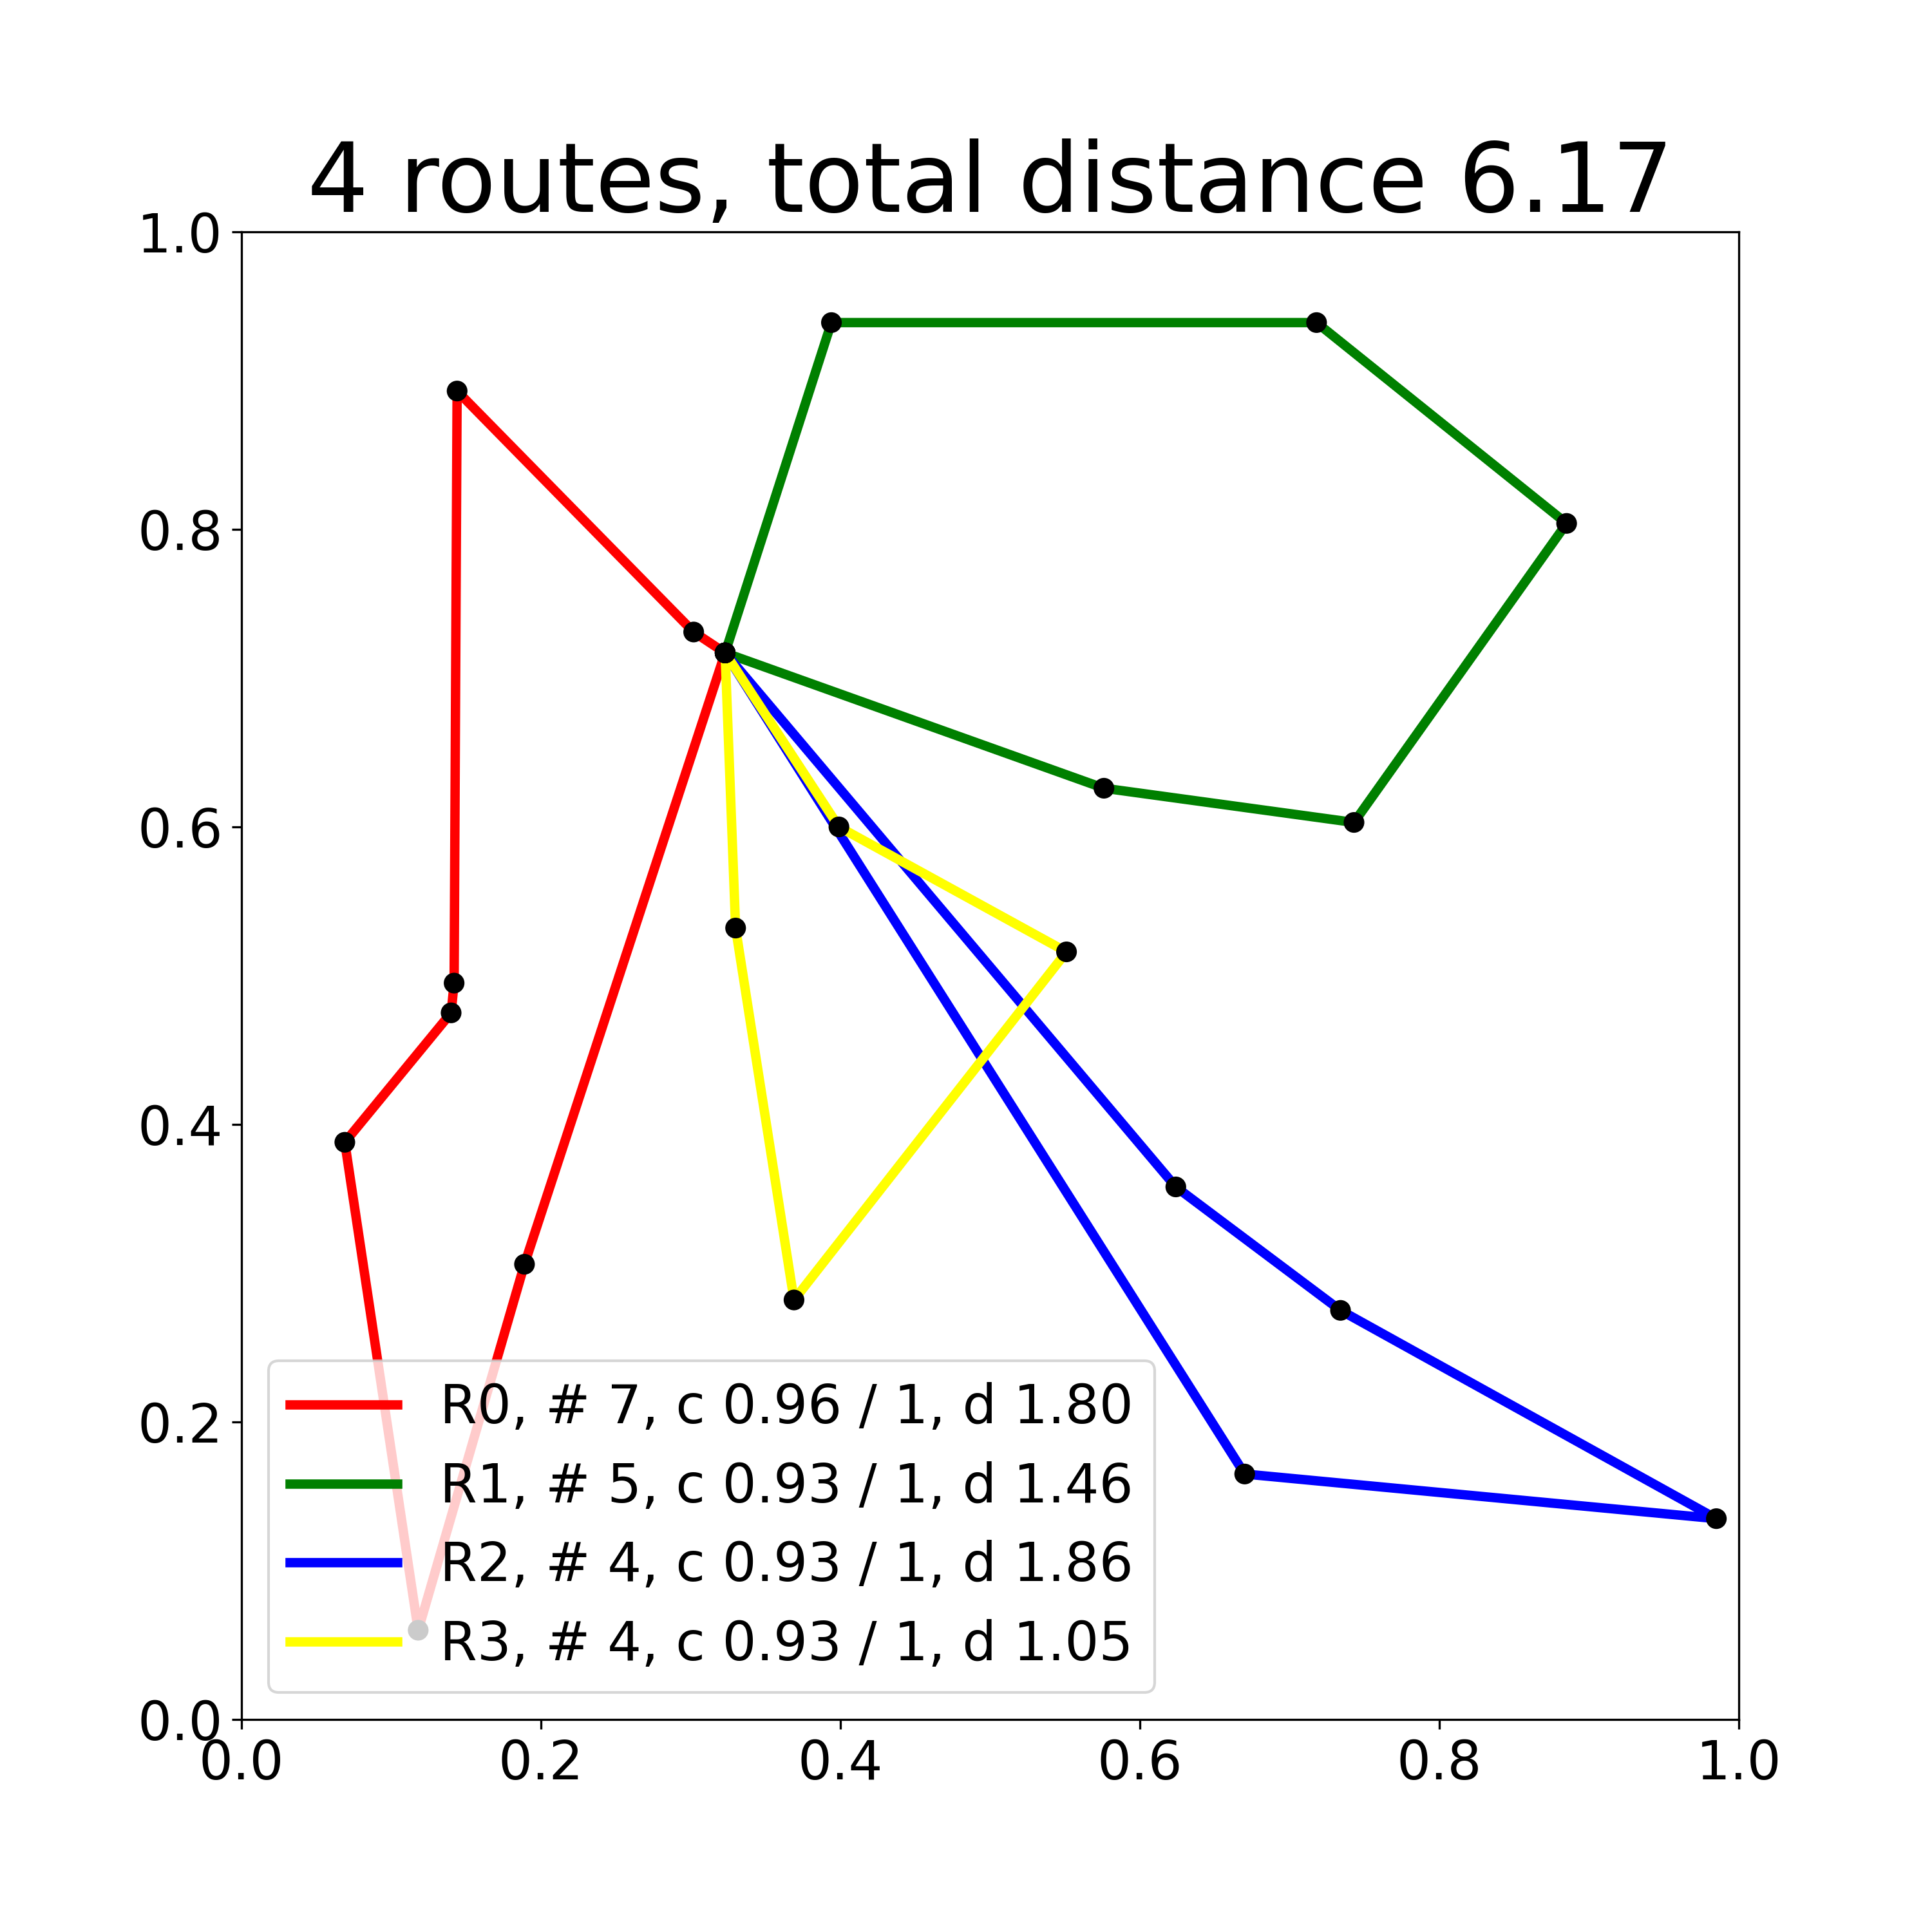 4 routes, total distance 6.17
1.0
0.8
0.6
0.4
0.2
0.0
R0, # 7, c 0.96 / 1, d 1.80
R1, # 5, c 0.93 / 1, d 1.46
R2, # 4, c 0.93 / 1, d 1.86
R3, # 4, c 0.93 / 1, d 1.05
0.0 0.2 0.4 0.6 0.8 1.0